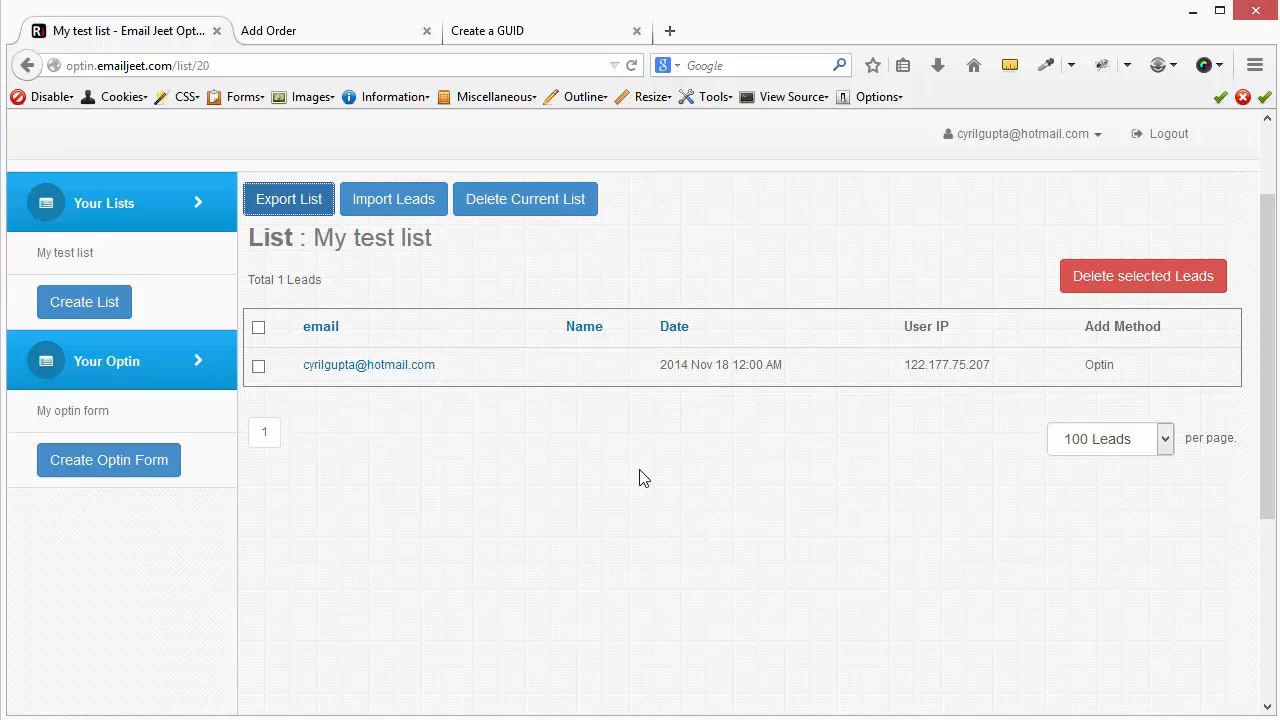 My test list - Email Jeet Opt...
Add Order
Create a GUID
optin.emailjeet.com/list/20
Google
Disable
Cookies
CSS
Forms
Images
Information
Miscellaneous
Outline
Resize
Tools
View Source
Options
cyrilgupta@hotmail.com
Logout
Your Lists
My test list
Create List
Your Optin
My optin form
Create Optin Form
Export List
Import Leads
Delete Current List
List : My test list
Total 1 Leads
Delete selected Leads
email Name Date User IP Add Method
cyrilgupta@hotmail.com 2014 Nov 18 12:00 AM 122.177.75.207 Optin
1
100 Leads per page.